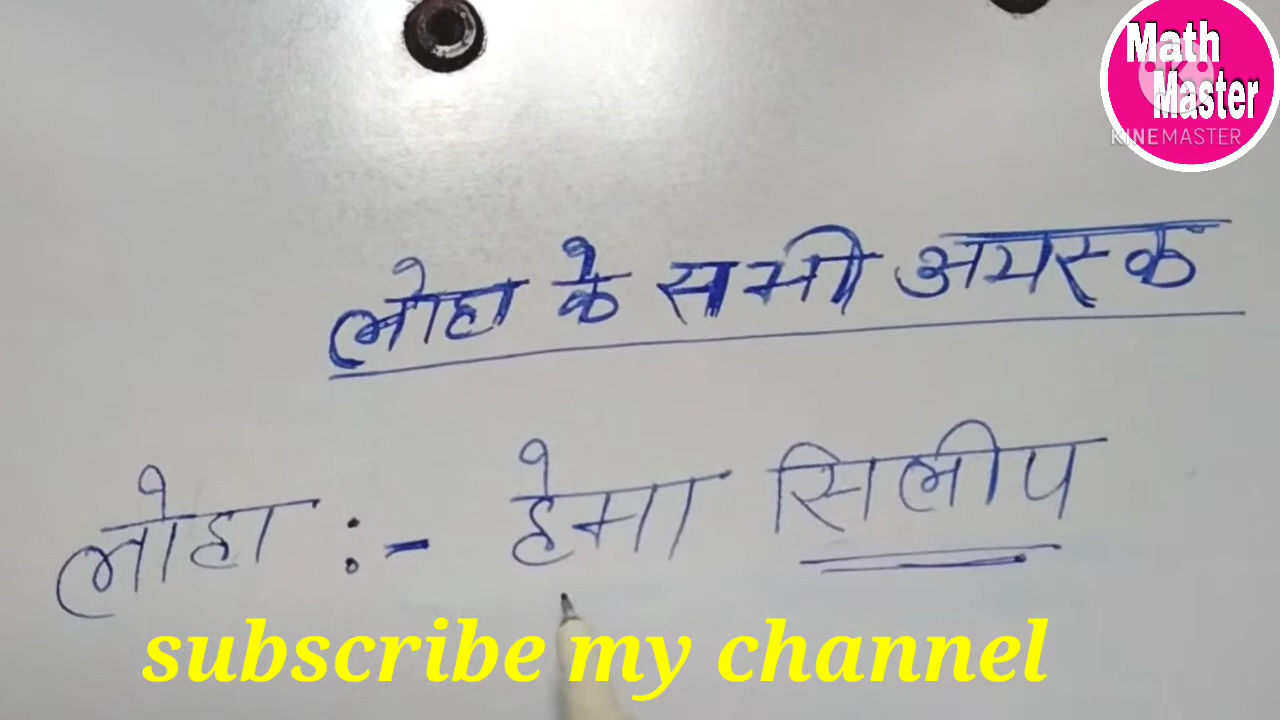 Math
Master
KINEMASTER
लोहा के सभी अयस्क
लोहा :- हेमा सिलीप
subscribe my channel